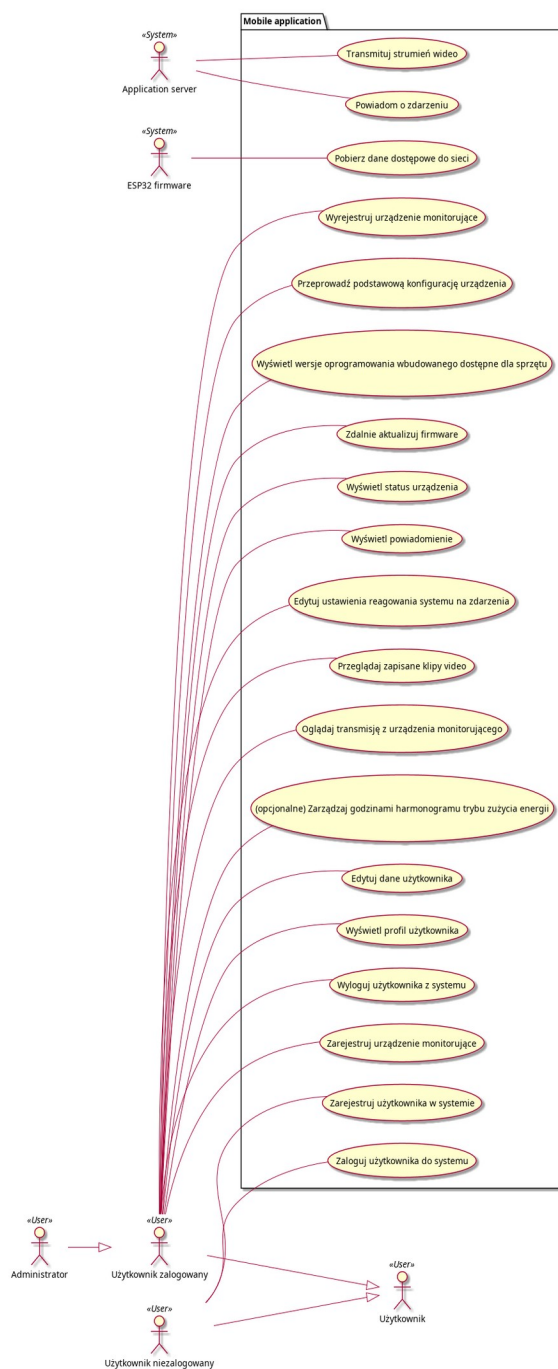 Mobile application
«System»
Application server
Transmituj strumień wideo
Powiadom o zdarzeniu
«System»
ESP32 firmware
Pobierz dane dostępowe do sieci
Wyrejestruj urządzenie monitorujące
Przeprowadź podstawową konfigurację urządzenia
Wyświetl wersje oprogramowania wbudowanego dostępne dla sprzętu
Zdalnie aktualizuj firmware
Wyświetl status urządzenia
Wyświetl powiadomienie
Edytuj ustawienia reagowania systemu na zdarzenia
Przeglądaj zapisane klipy video
Oglądaj transmisję z urządzenia monitorującego
(opcjonalne) Zarządzaj godzinami harmonogramu trybu zużycia energii
Edytuj dane użytkownika
Wyświetl profil użytkownika
Wyloguj użytkownika z systemu
Zarejestruj urządzenie monitorujące
Zarejestruj użytkownika w systemie
Zaloguj użytkownika do systemu
«User»
Administrator
«User»
Użytkownik zalogowany
«User»
Użytkownik
«User»
Użytkownik niezalogowany